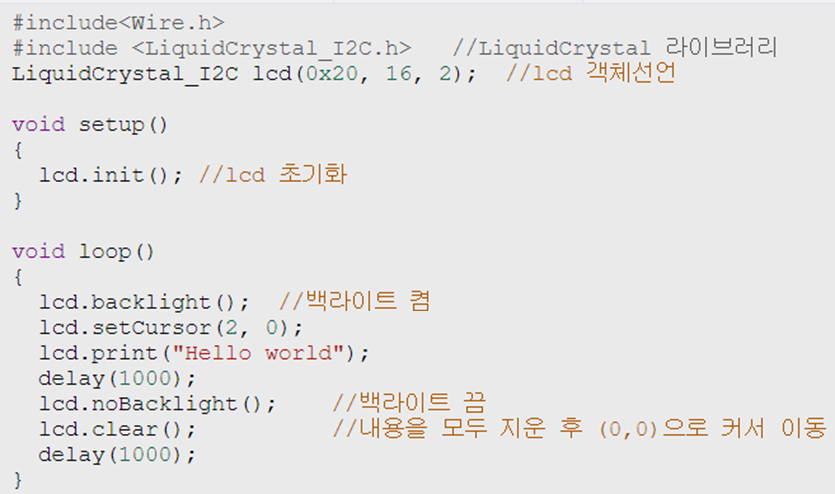 #include<Wire.h>
#include <LiquidCrystal_I2C.h>   //LiquidCrystal 라이브러리
LiquidCrystal_I2C lcd(0x20, 16, 2);  //lcd 객체선언

void setup()
{
  lcd.init(); //lcd 초기화
}

void loop()
{
  lcd.backlight();  //백라이트 켬
  lcd.setCursor(2, 0);
  lcd.print("Hello world");
  delay(1000);
  lcd.noBacklight();    //백라이트 끔
  lcd.clear();          //내용을 모두 지운 후 (0,0)으로 커서 이동
  delay(1000);
}